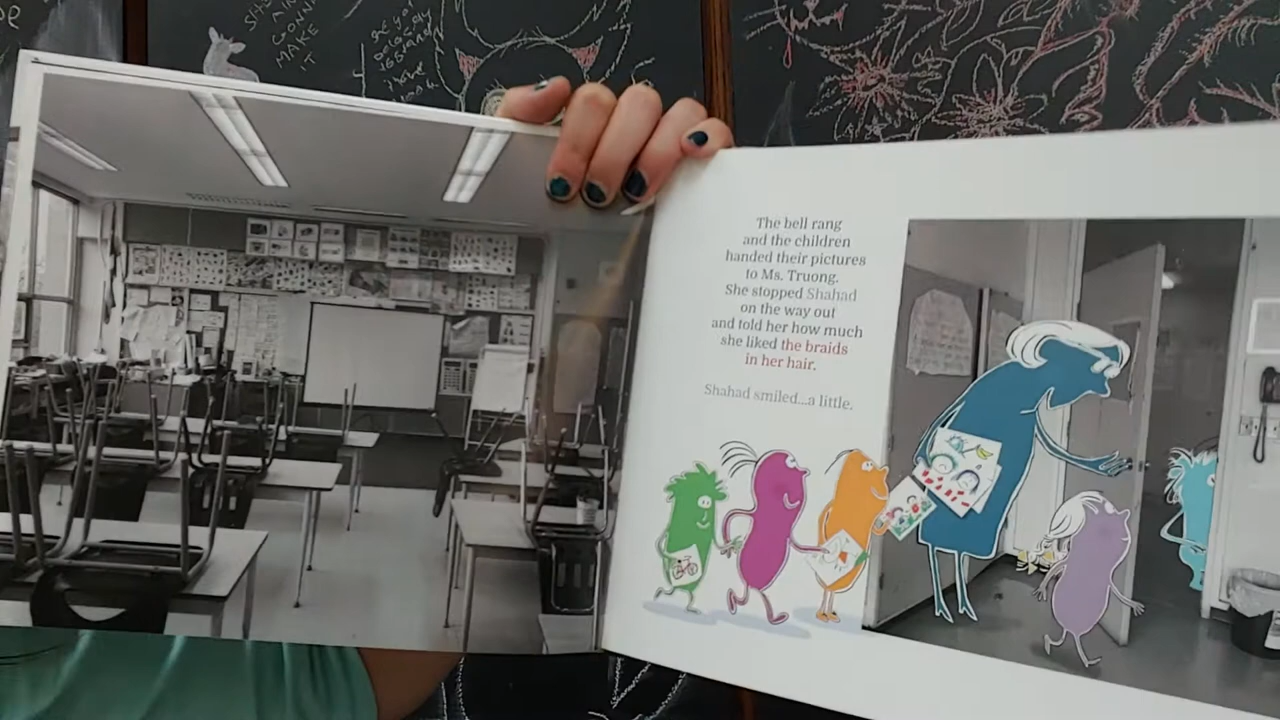 MAKE
IT
The bell rang
and the children
handed their pictures
to Ms. Truong.
She stopped Shahad
on the way out
and told her how much
she liked the braids
in her hair.
Shahad smiled...a little.